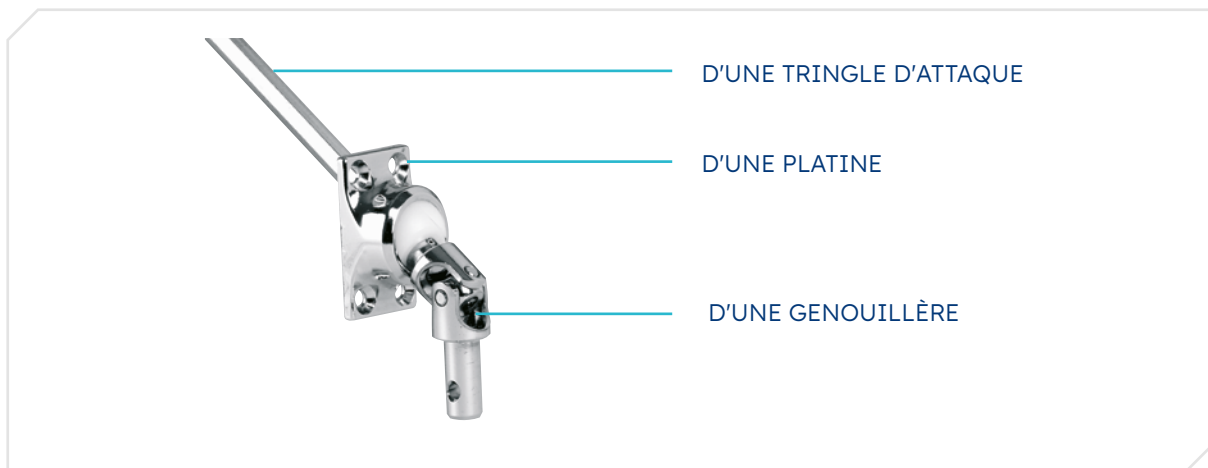 D'UNE TRINGLE D'ATTAQUE
D'UNE PLATINE
D'UNE GENOUILLÈRE